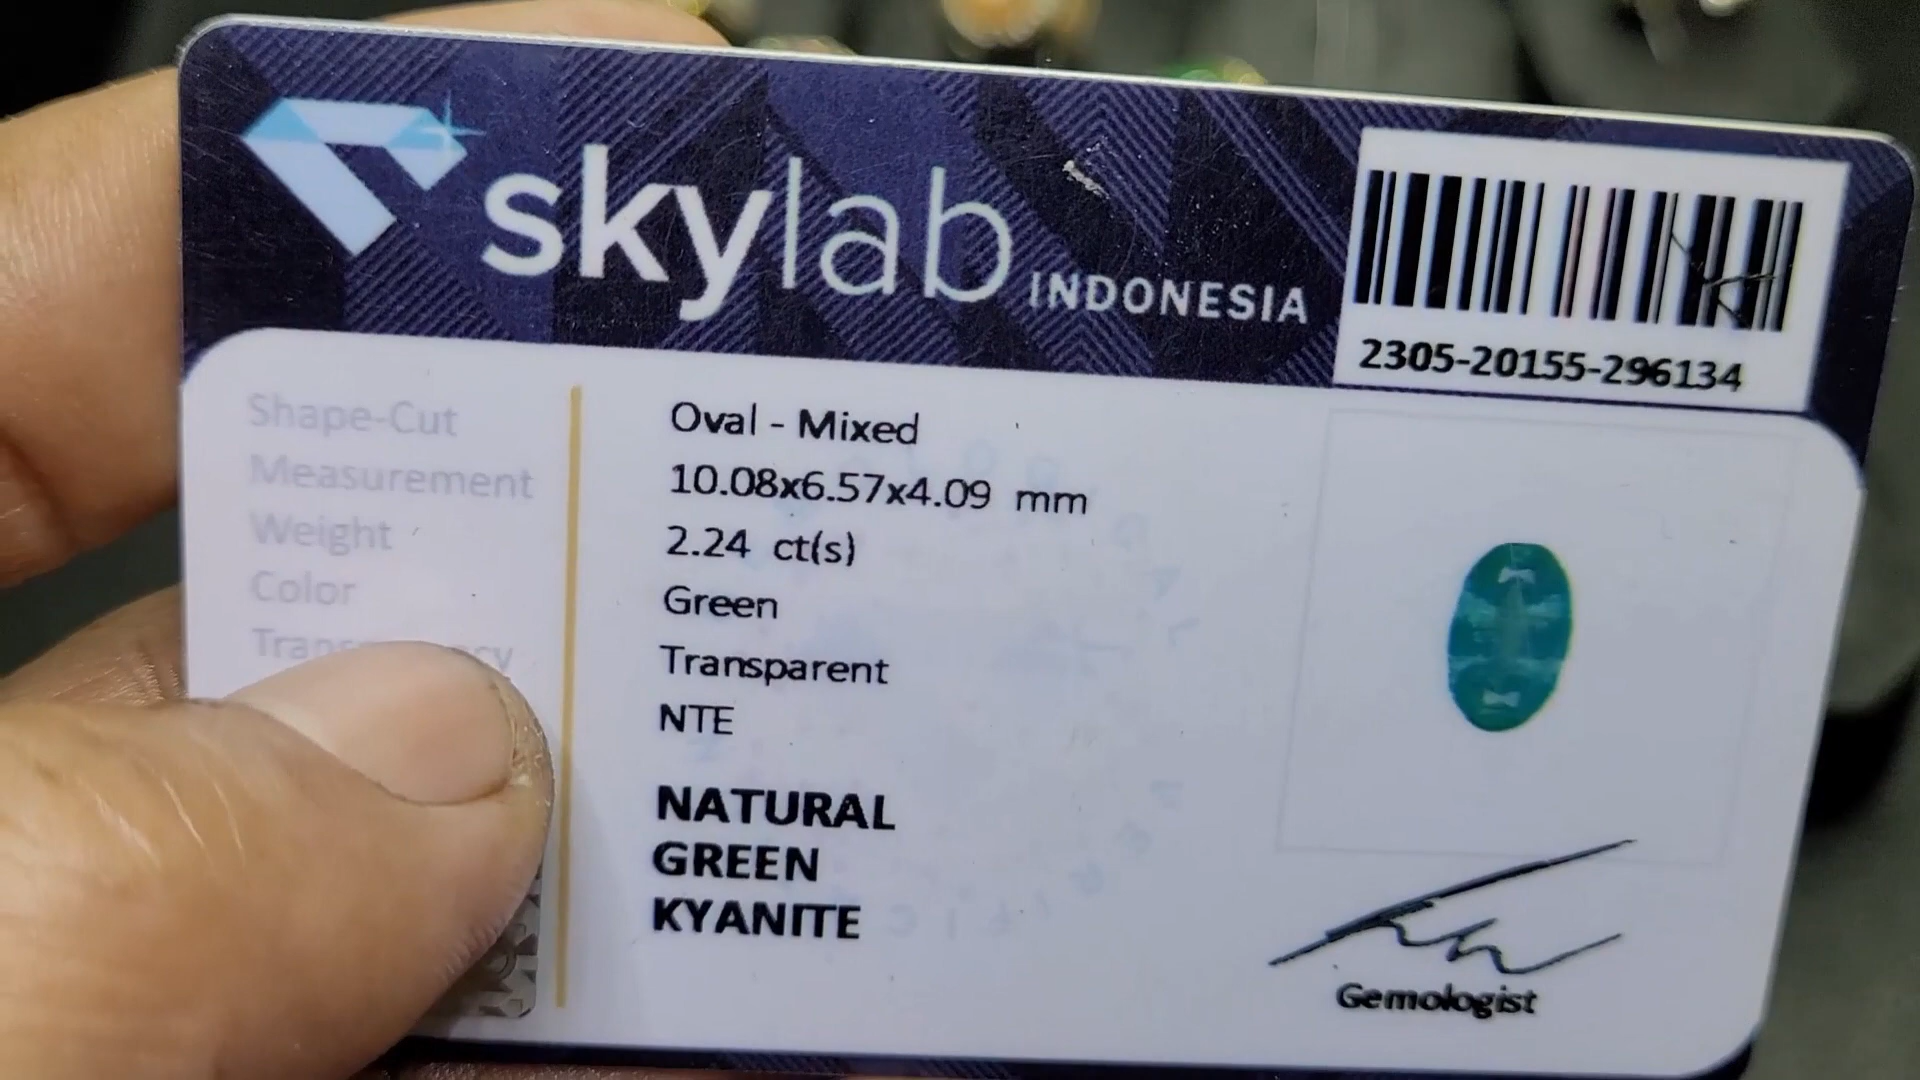 skylab INDONESIA
2305-20155-296134
Shape-Cut Oval - Mixed
Measurement 10.08x6.57x4.09 mm
Weight 2.24 ct(s)
Color Green
Transparent
NTE
NATURAL
GREEN
KYANITE
Gemologist